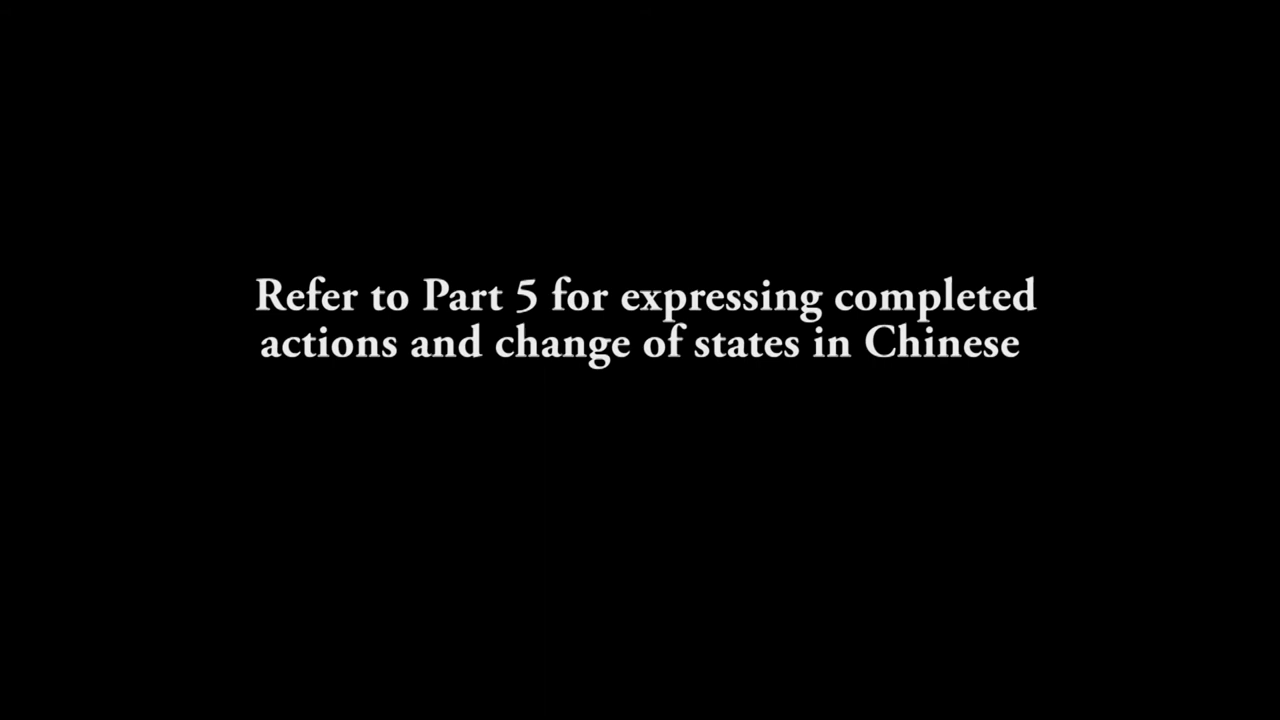 Refer to Part 5 for expressing completed
actions and change of states in Chinese